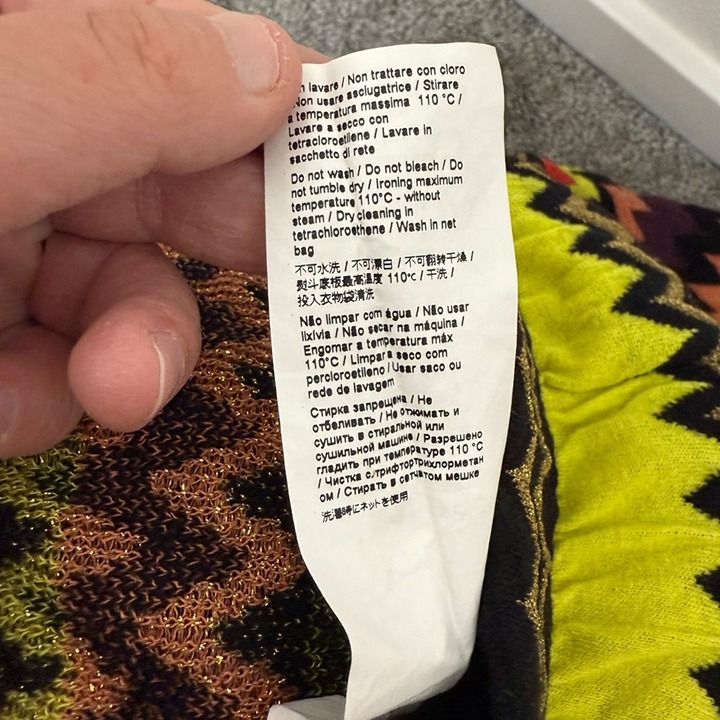 n lavare / Non trattare con cloro
Non usare asciugatrice / Stirare
a temperatura massima 110 °C /
Lavare a secco con
tetracloroetilene / Lavare in
sacchetto di rete
Do not wash / Do not bleach / Do
not tumble dry / Ironing maximum
temperature 110°C - without
steam / Dry cleaning in
tetrachloroethene / Wash in net
bag
不可水洗 / 不可漂白 / 不可翻转干燥 /
熨斗底板最高温度 110℃ / 干洗 /
投入衣物袋清洗
Não limpar com água / Não usar
lixívia / Não secar na máquina /
Engomar a temperatura máx
110°C / Limpar a seco com
percloroetileno / Usar saco ou
rede de lavagem
Стирка запрещена / Не
отбеливать / Не отжимать и
сушить в стиральной или
сушильной машине / Разрешено
гладить при температуре 110 °C
/ Чистка с,трифтортрихлорметан
ом / Стирать в сетчатом мешке
洗濯時にネットを使用